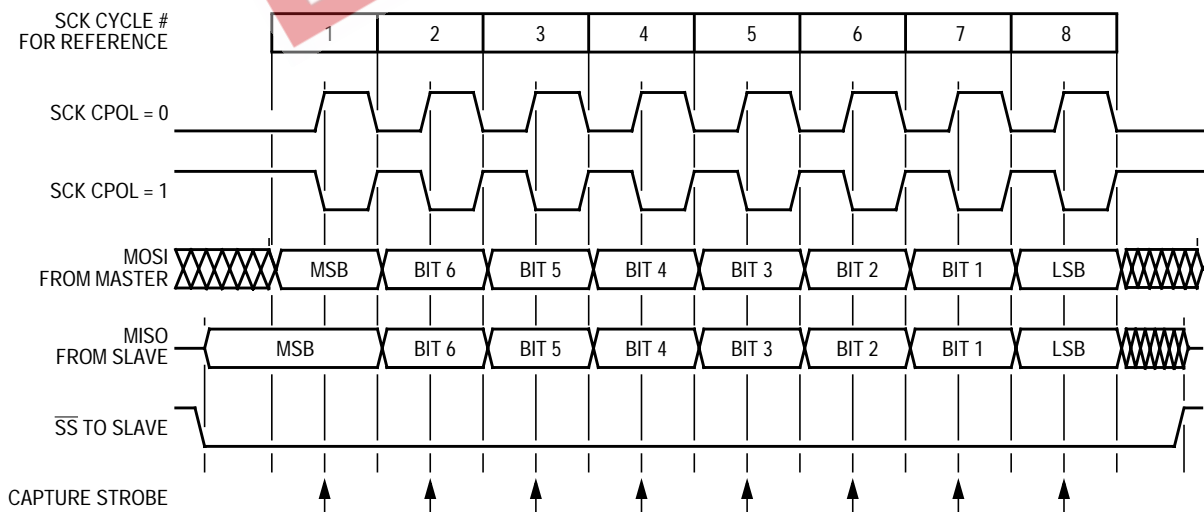 SCK CYCLE #
FOR REFERENCE
1 2 3 4 5 6 7 8
SCK CPOL = 0
SCK CPOL = 1
MOSI
FROM MASTER
MSB BIT 6 BIT 5 BIT 4 BIT 3 BIT 2 BIT 1 LSB
MISO
FROM SLAVE
MSB BIT 6 BIT 5 BIT 4 BIT 3 BIT 2 BIT 1 LSB
SS TO SLAVE
CAPTURE STROBE